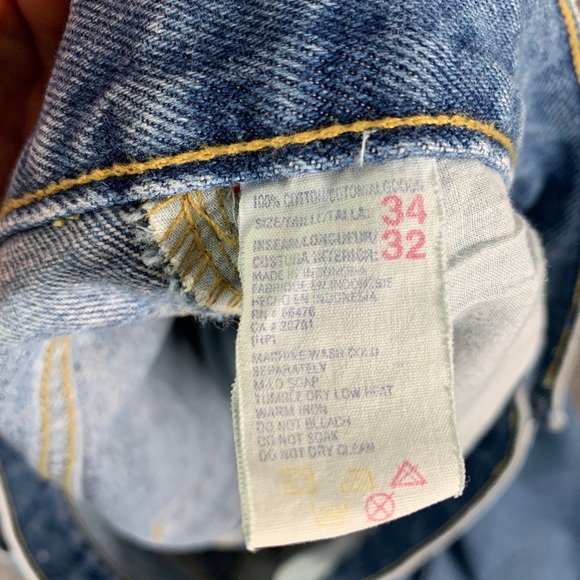 100% COTTON/COTON/ALGODON
SIZE/TAILLE/TALLA: 34
INSEAM/LONGUEUR/
COSTURA INTERIOR: 32
MADE IN INDONESIA
FABRIQUE EN INDONESIE
HECHO EN INDONESIA
RN # 66476
CA # 20781
MACHINE WASH COLD
SEPARATELY
MILD SOAP
TUMBLE DRY LOW HEAT
WARM IRON
DO NOT BLEACH
DO NOT SOAK
DO NOT DRY CLEAN